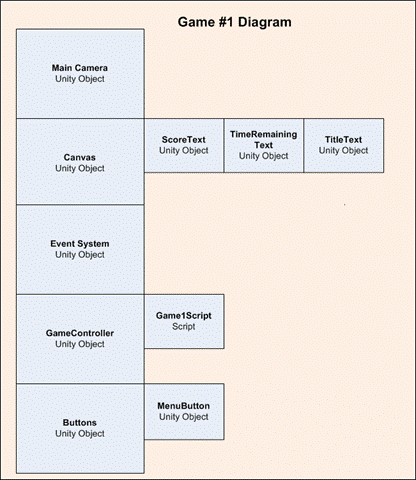 Game #1 Diagram
Main Camera
Unity Object
Canvas
Unity Object
ScoreText
Unity Object
TimeRemaining
Text
Unity Object
TitleText
Unity Object
Event System
Unity Object
GameController
Unity Object
Game1Script
Script
Buttons
Unity Object
MenuButton
Unity Object